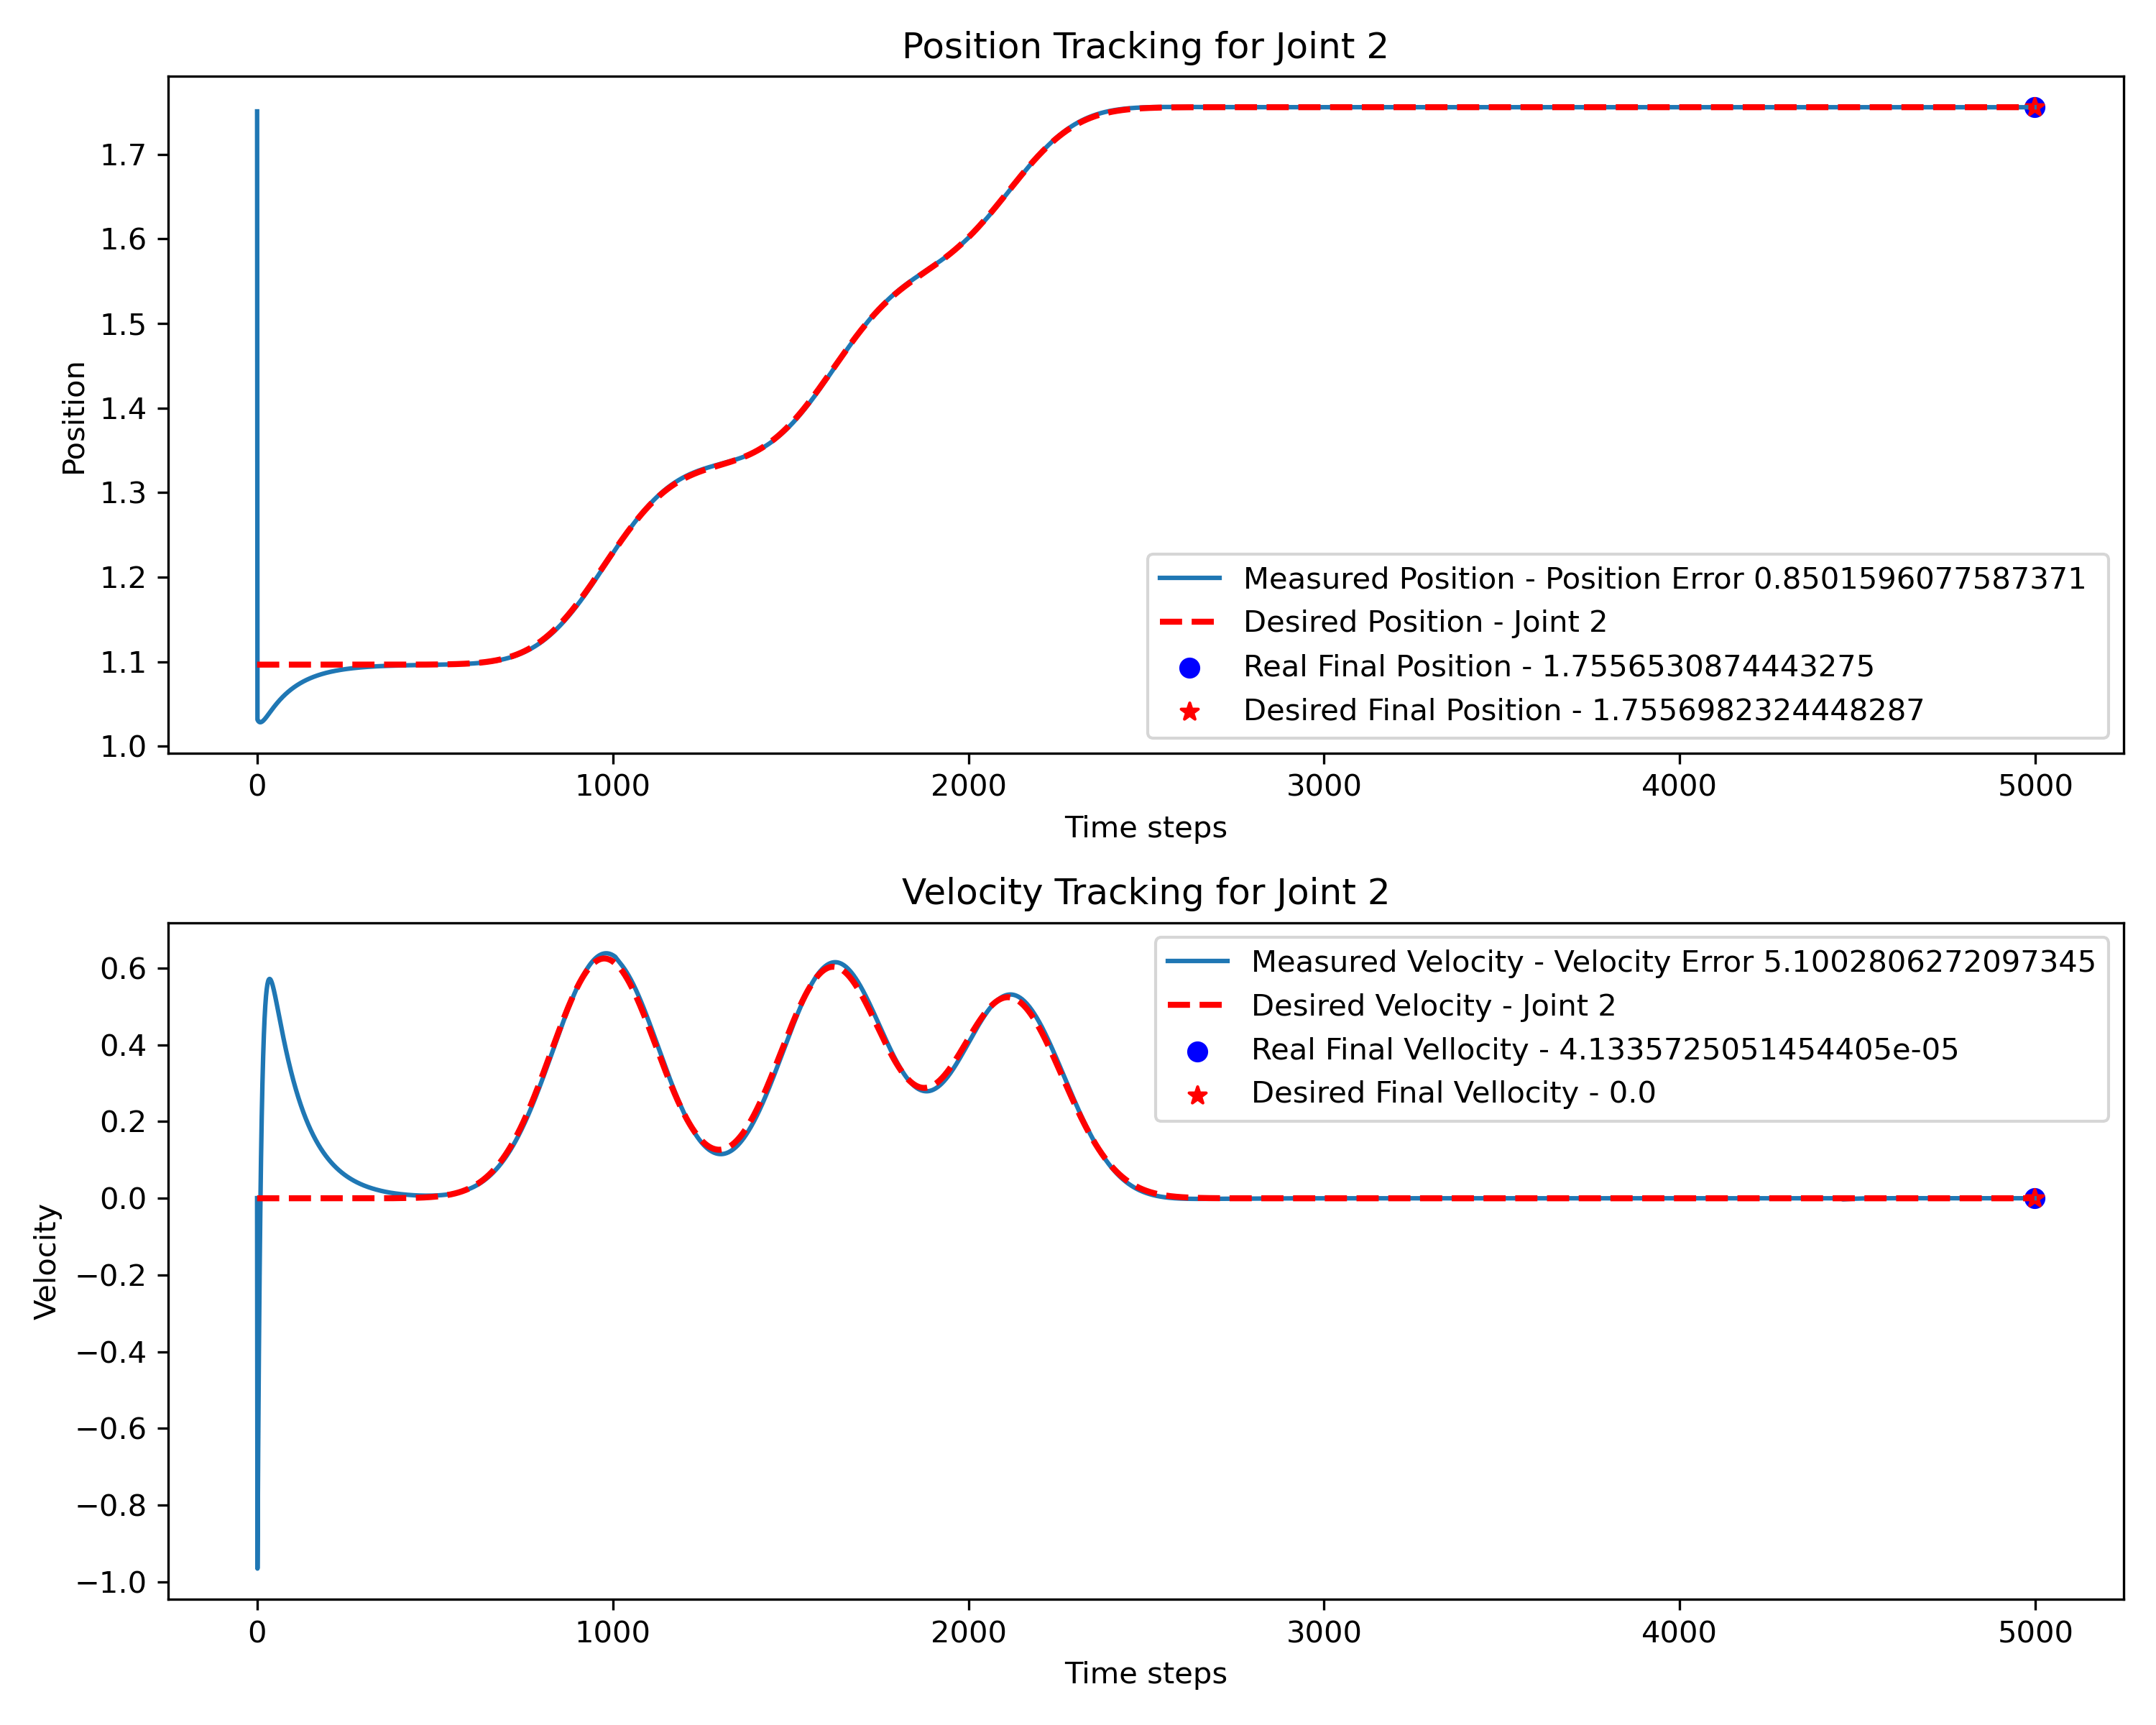 Position Tracking for Joint 2
1.7
1.6
1.5
1.4
1.3
1.2
1.1
1.0
Position
Measured Position - Position Error 0.8501596077587371
Desired Position - Joint 2
Real Final Position - 1.7556530874443275
Desired Final Position - 1.7556982324448287
0 1000 2000 3000 4000 5000
Time steps
Velocity Tracking for Joint 2
0.6
0.4
0.2
0.0
−0.2
−0.4
−0.6
−0.8
−1.0
Velocity
Measured Velocity - Velocity Error 5.1002806272097345
Desired Velocity - Joint 2
Real Final Vellocity - 4.1335725051454405e-05
Desired Final Vellocity - 0.0
0 1000 2000 3000 4000 5000
Time steps